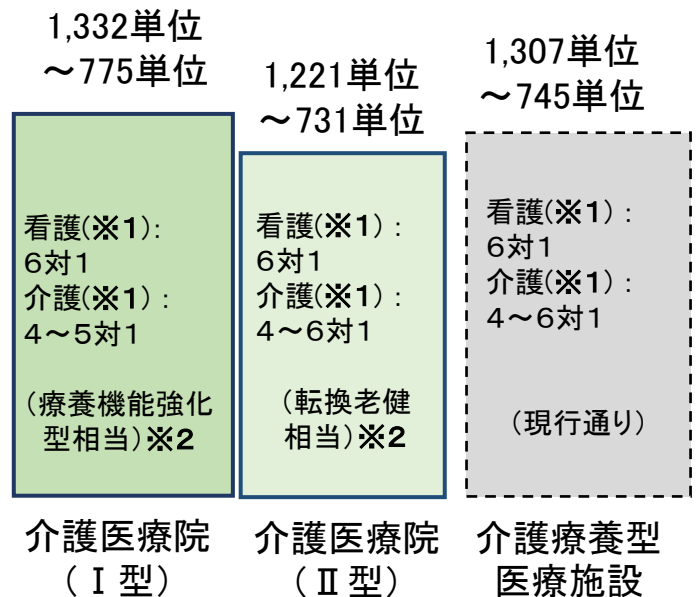 1,332単位
～775単位
看護(※1)：
6対1
介護(※1)：
4～5対1
（療養機能強化
型相当）※2
介護医療院
（Ⅰ型）
1,221単位
～731単位
看護(※1)：
6対1
介護(※1)：
4～6対1
（転換老健
相当）※2
介護医療院
（Ⅱ型）
1,307単位
～745単位
看護(※1)：
6対1
介護(※1)：
4～6対1
（現行通り）
介護療養型
医療施設